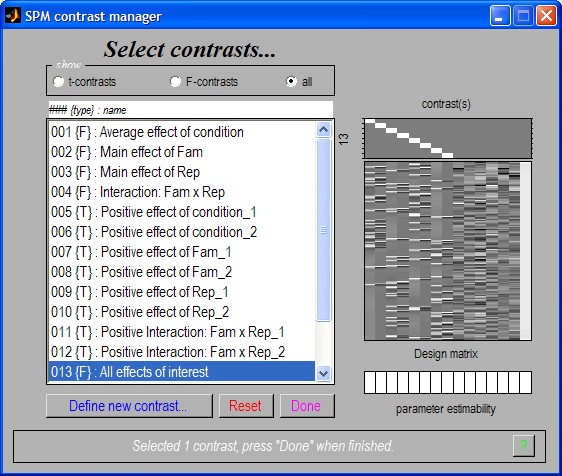 SPM contrast manager
Select contrasts...
show
t-contrasts F-contrasts all
### {type} : name
001 {F} : Average effect of condition
002 {F} : Main effect of Fam
003 {F} : Main effect of Rep
004 {F} : Interaction: Fam x Rep
005 {T} : Positive effect of condition_1
006 {T} : Positive effect of condition_2
007 {T} : Positive effect of Fam_1
008 {T} : Positive effect of Fam_2
009 {T} : Positive effect of Rep_1
010 {T} : Positive effect of Rep_2
011 {T} : Positive Interaction: Fam x Rep_1
012 {T} : Positive Interaction: Fam x Rep_2
013 {F} : All effects of interest
contrast(s)
13
Design matrix
parameter estimability
Define new contrast... Reset Done
Selected 1 contrast, press "Done" when finished.
?